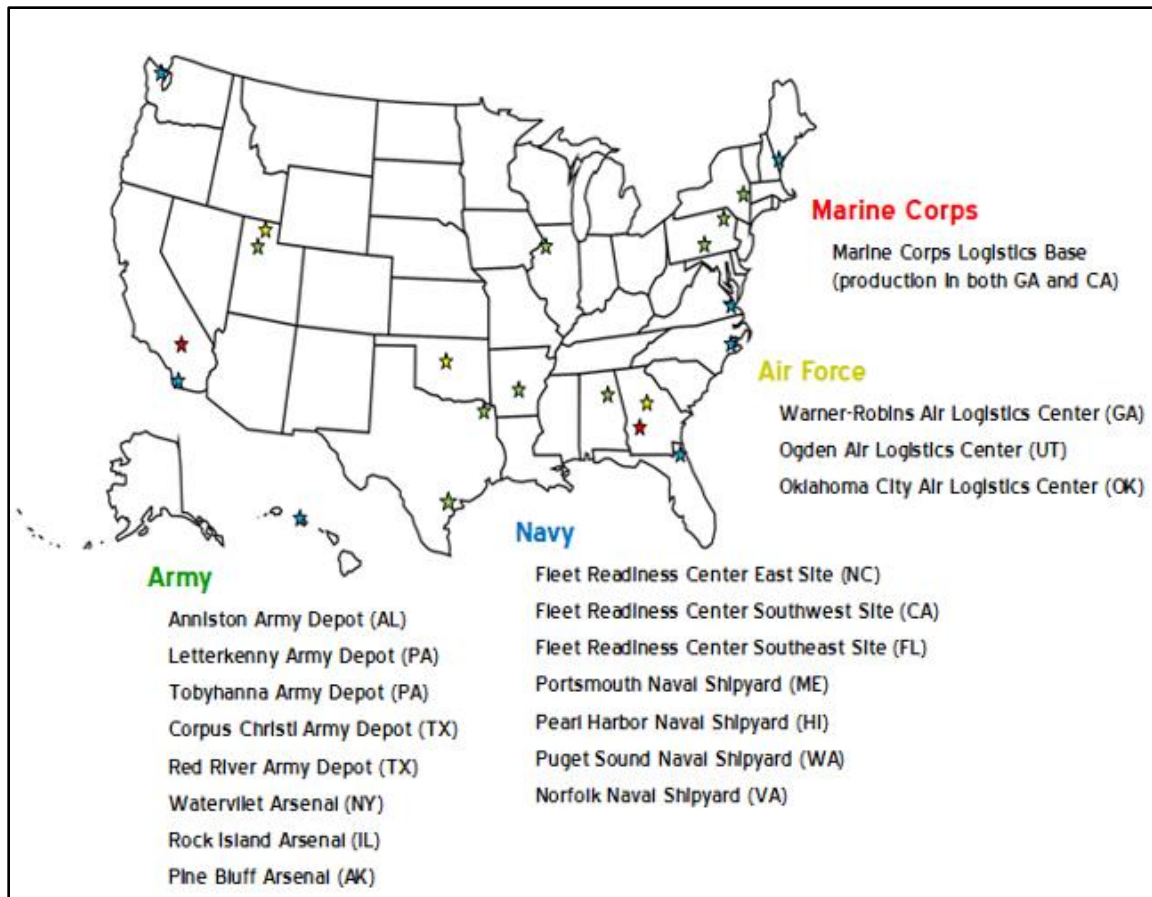 Marine Corps
Marine Corps Logistics Base
(production in both GA and CA)
Air Force
Warner-Robins Air Logistics Center (GA)
Ogden Air Logistics Center (UT)
Oklahoma City Air Logistics Center (OK)
Navy
Fleet Readiness Center East Site (NC)
Fleet Readiness Center Southwest Site (CA)
Fleet Readiness Center Southeast Site (FL)
Portsmouth Naval Shipyard (ME)
Pearl Harbor Naval Shipyard (HI)
Puget Sound Naval Shipyard (WA)
Norfolk Naval Shipyard (VA)
Army
Anniston Army Depot (AL)
Letterkenny Army Depot (PA)
Tobyhanna Army Depot (PA)
Corpus Christi Army Depot (TX)
Red River Army Depot (TX)
Watervliet Arsenal (NY)
Rock Island Arsenal (IL)
Pine Bluff Arsenal (AK)